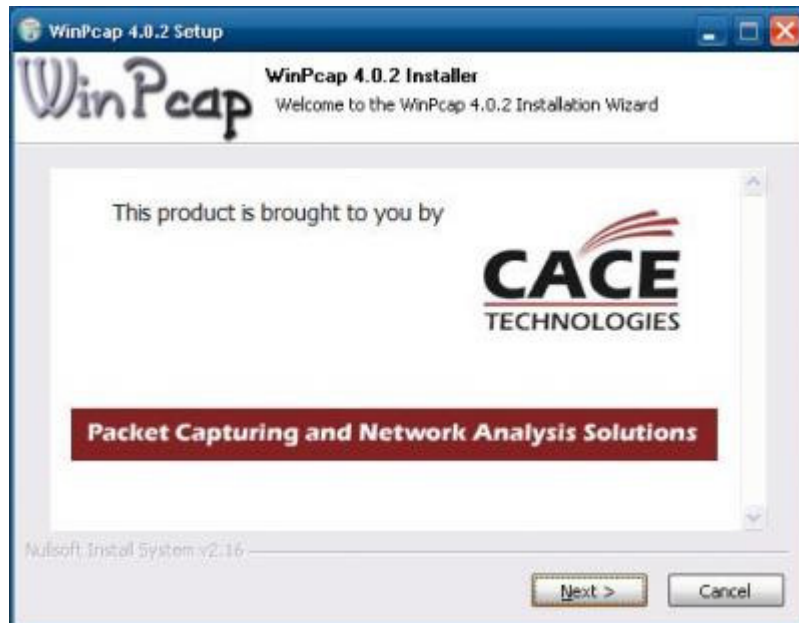 WinPcap 4.0.2 Setup
WinPcap
WinPcap 4.0.2 Installer
Welcome to the WinPcap 4.0.2 Installation Wizard
This product is brought to you by
CACE
TECHNOLOGIES
Packet Capturing and Network Analysis Solutions
Nullsoft Install System v2.16
Next >
Cancel